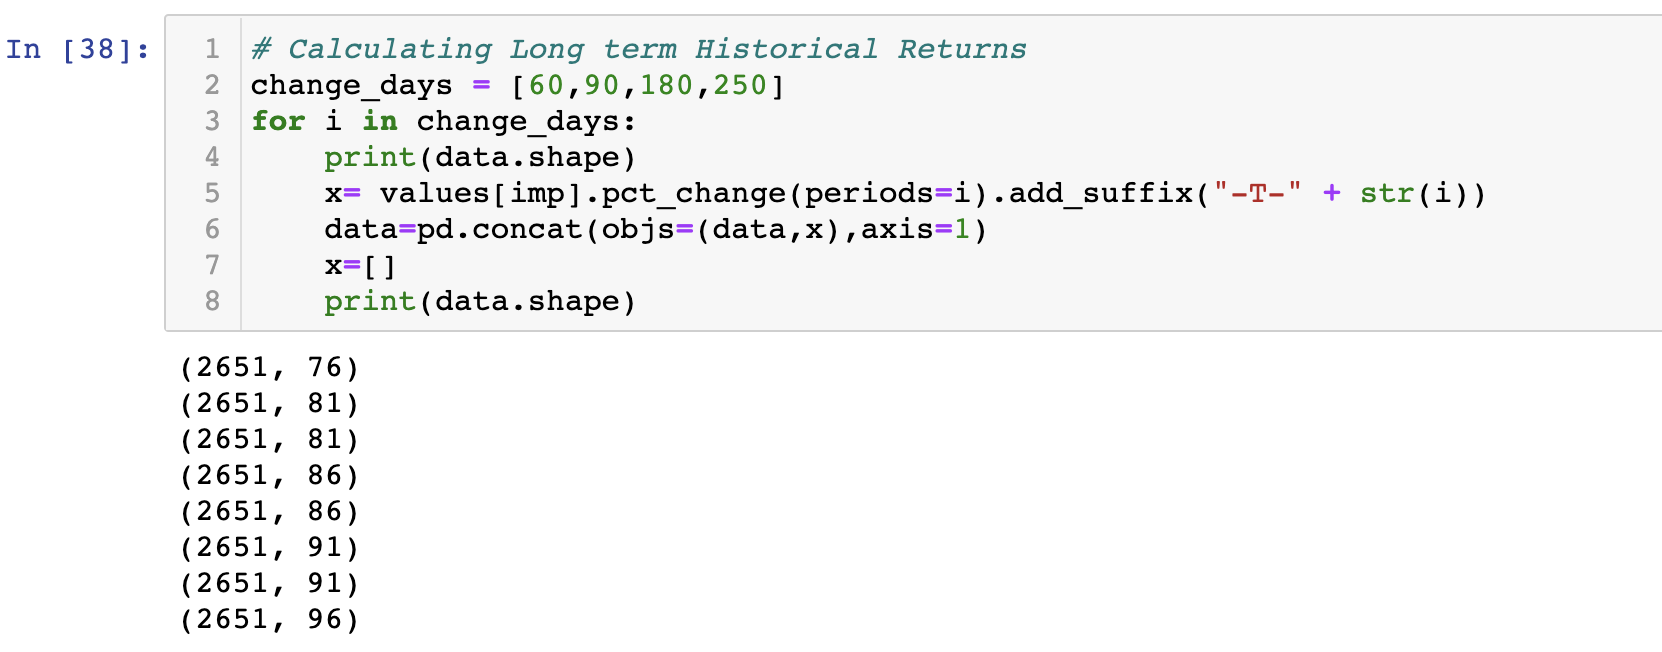 In [38]:
1 # Calculating Long term Historical Returns
2 change_days = [60,90,180,250]
3 for i in change_days:
4     print(data.shape)
5     x= values[imp].pct_change(periods=i).add_suffix("-T-" + str(i))
6     data=pd.concat(objs=(data,x),axis=1)
7     x=[]
8     print(data.shape)
(2651, 76)
(2651, 81)
(2651, 81)
(2651, 86)
(2651, 86)
(2651, 91)
(2651, 91)
(2651, 96)